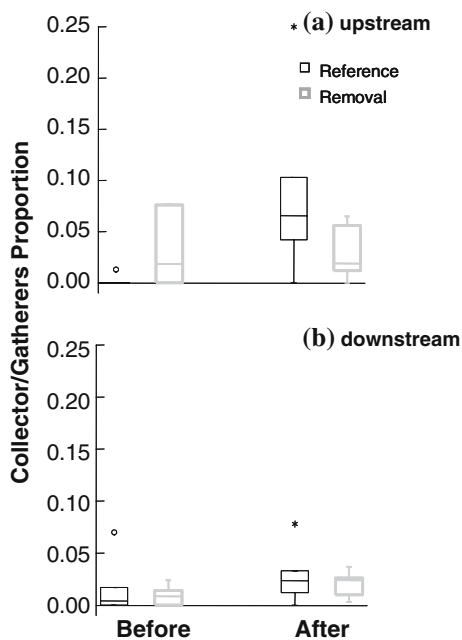 (a) upstream
Reference
Removal
0.25
0.20
0.15
0.10
0.05
0.00
(b) downstream
0.25
0.20
0.15
0.10
0.05
0.00
Before After
Collector/Gatherers Proportion